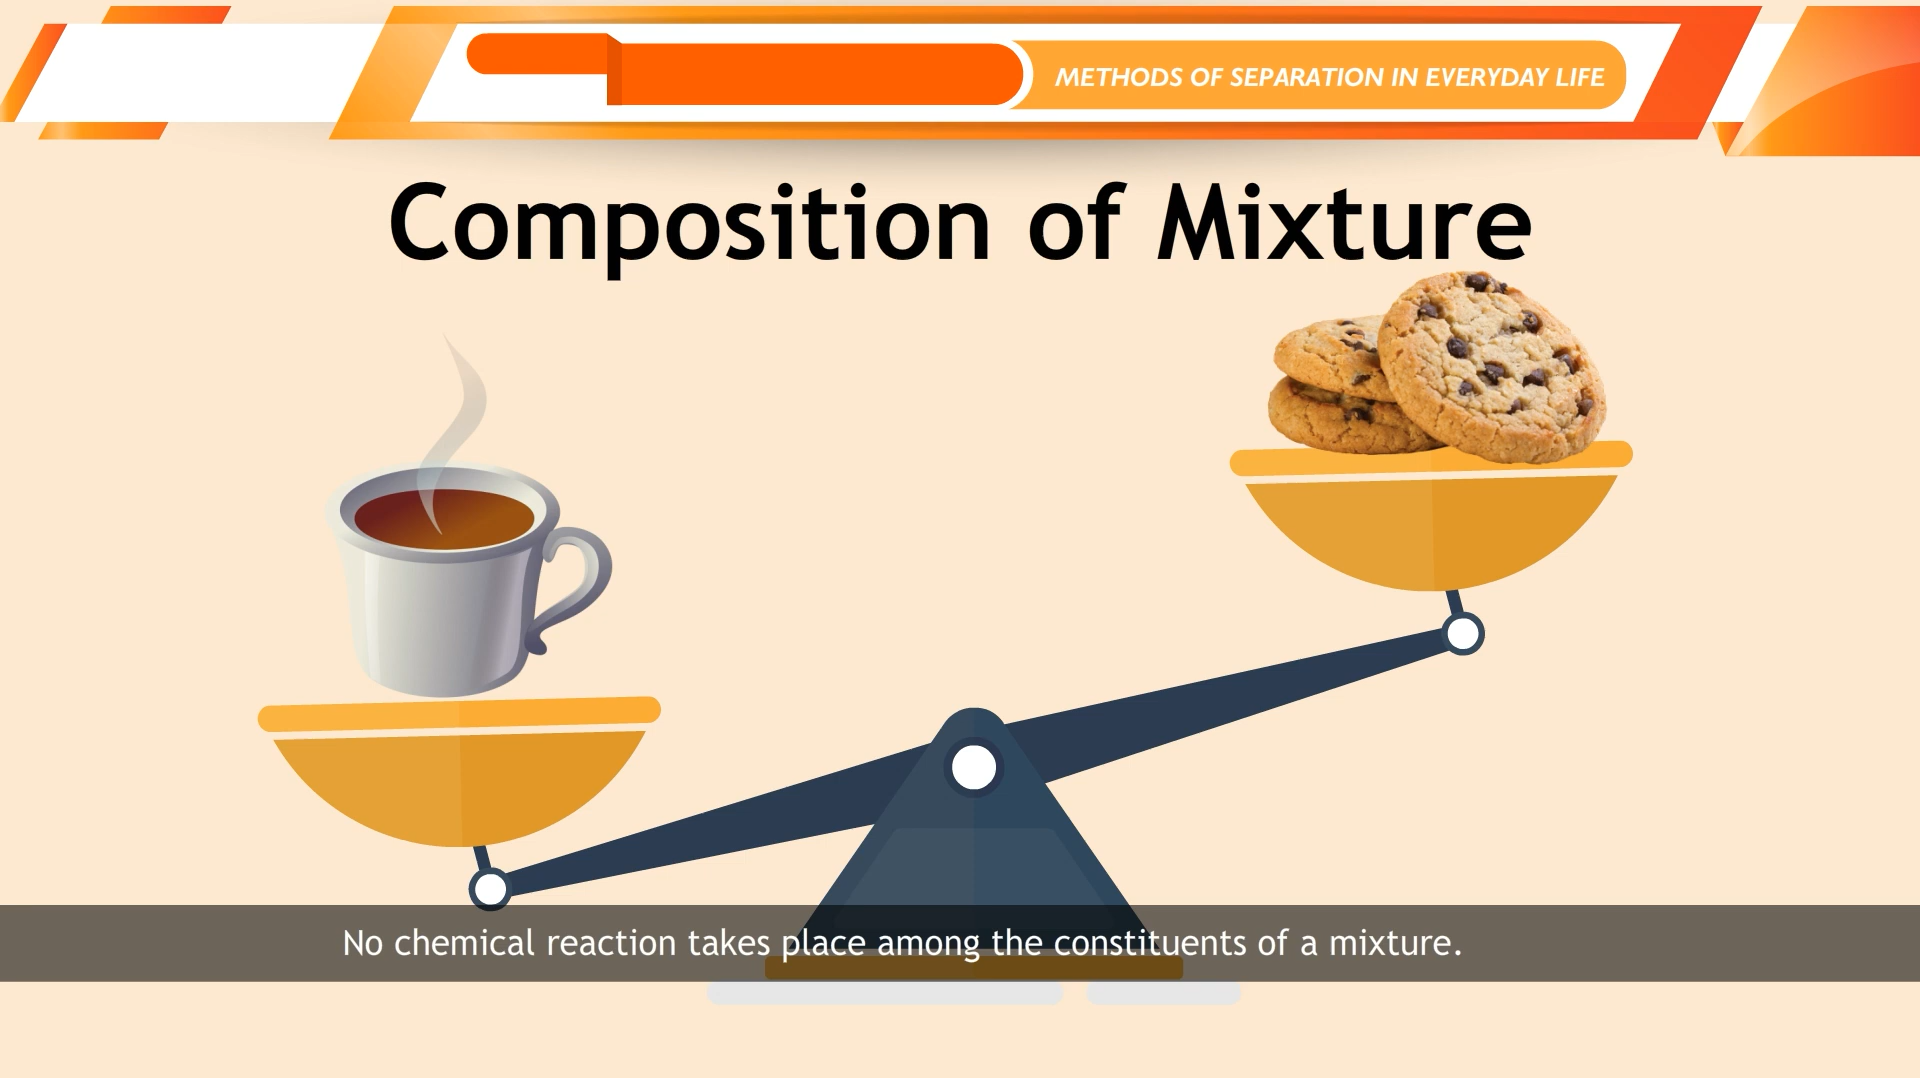 METHODS OF SEPARATION IN EVERYDAY LIFE
Composition of Mixture
No chemical reaction takes place among the constituents of a mixture.